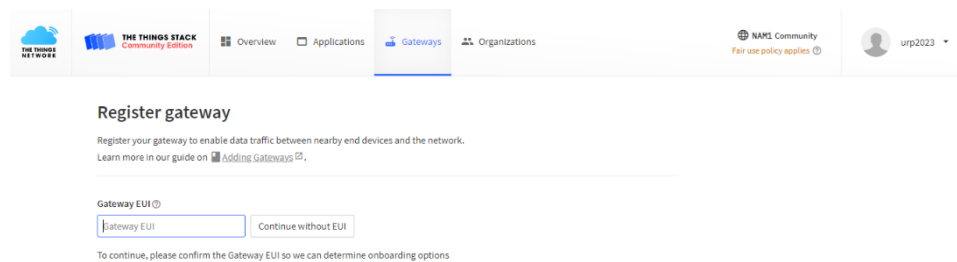 THE THINGS
NETWORK
THE THINGS STACK
Community Edition
Overview
Applications
Gateways
Organizations
NAM1 Community
Fair use policy applies
urp2023
Register gateway
Register your gateway to enable data traffic between nearby end devices and the network.
Learn more in our guide on Adding Gateways.
Gateway EUI
Gateway EUI
Continue without EUI
To continue, please confirm the Gateway EUI so we can determine onboarding options